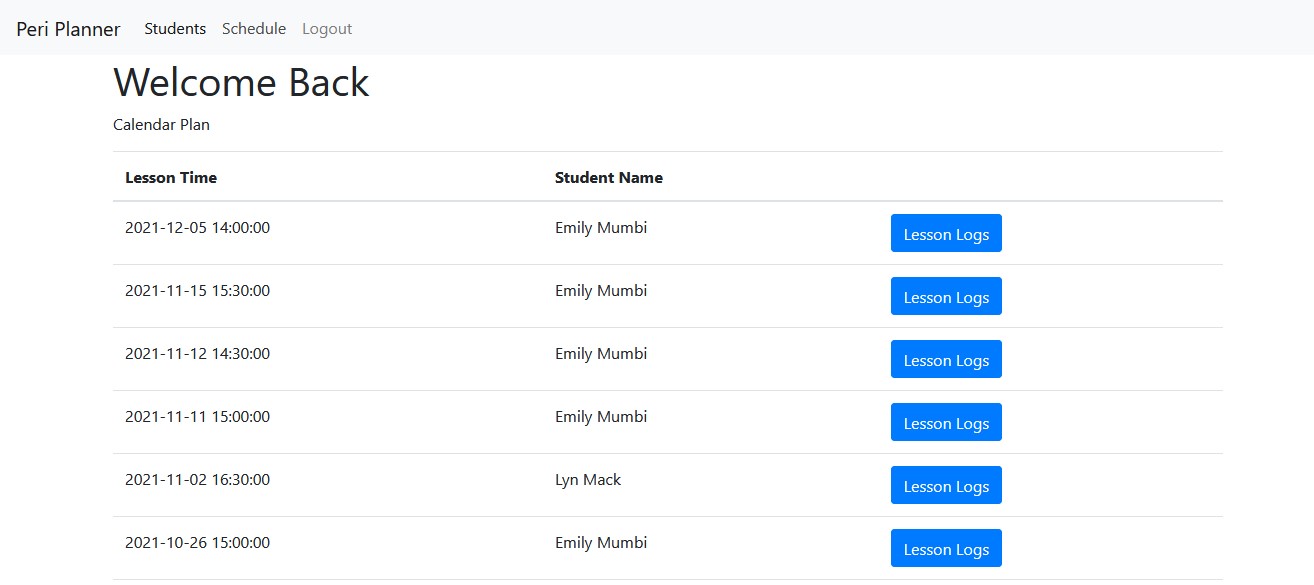 Peri Planner Students Schedule Logout
Welcome Back
Calendar Plan
Lesson Time Student Name
2021-12-05 14:00:00 Emily Mumbi Lesson Logs
2021-11-15 15:30:00 Emily Mumbi Lesson Logs
2021-11-12 14:30:00 Emily Mumbi Lesson Logs
2021-11-11 15:00:00 Emily Mumbi Lesson Logs
2021-11-02 16:30:00 Lyn Mack Lesson Logs
2021-10-26 15:00:00 Emily Mumbi Lesson Logs